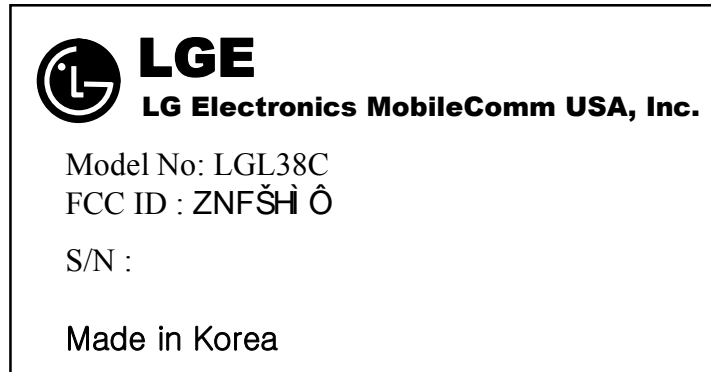 LGE
LG Electronics MobileComm USA, Inc.
Model No: LGL38C
FCC ID : ZNFŠHÌ Ô
S/N :
Made in Korea